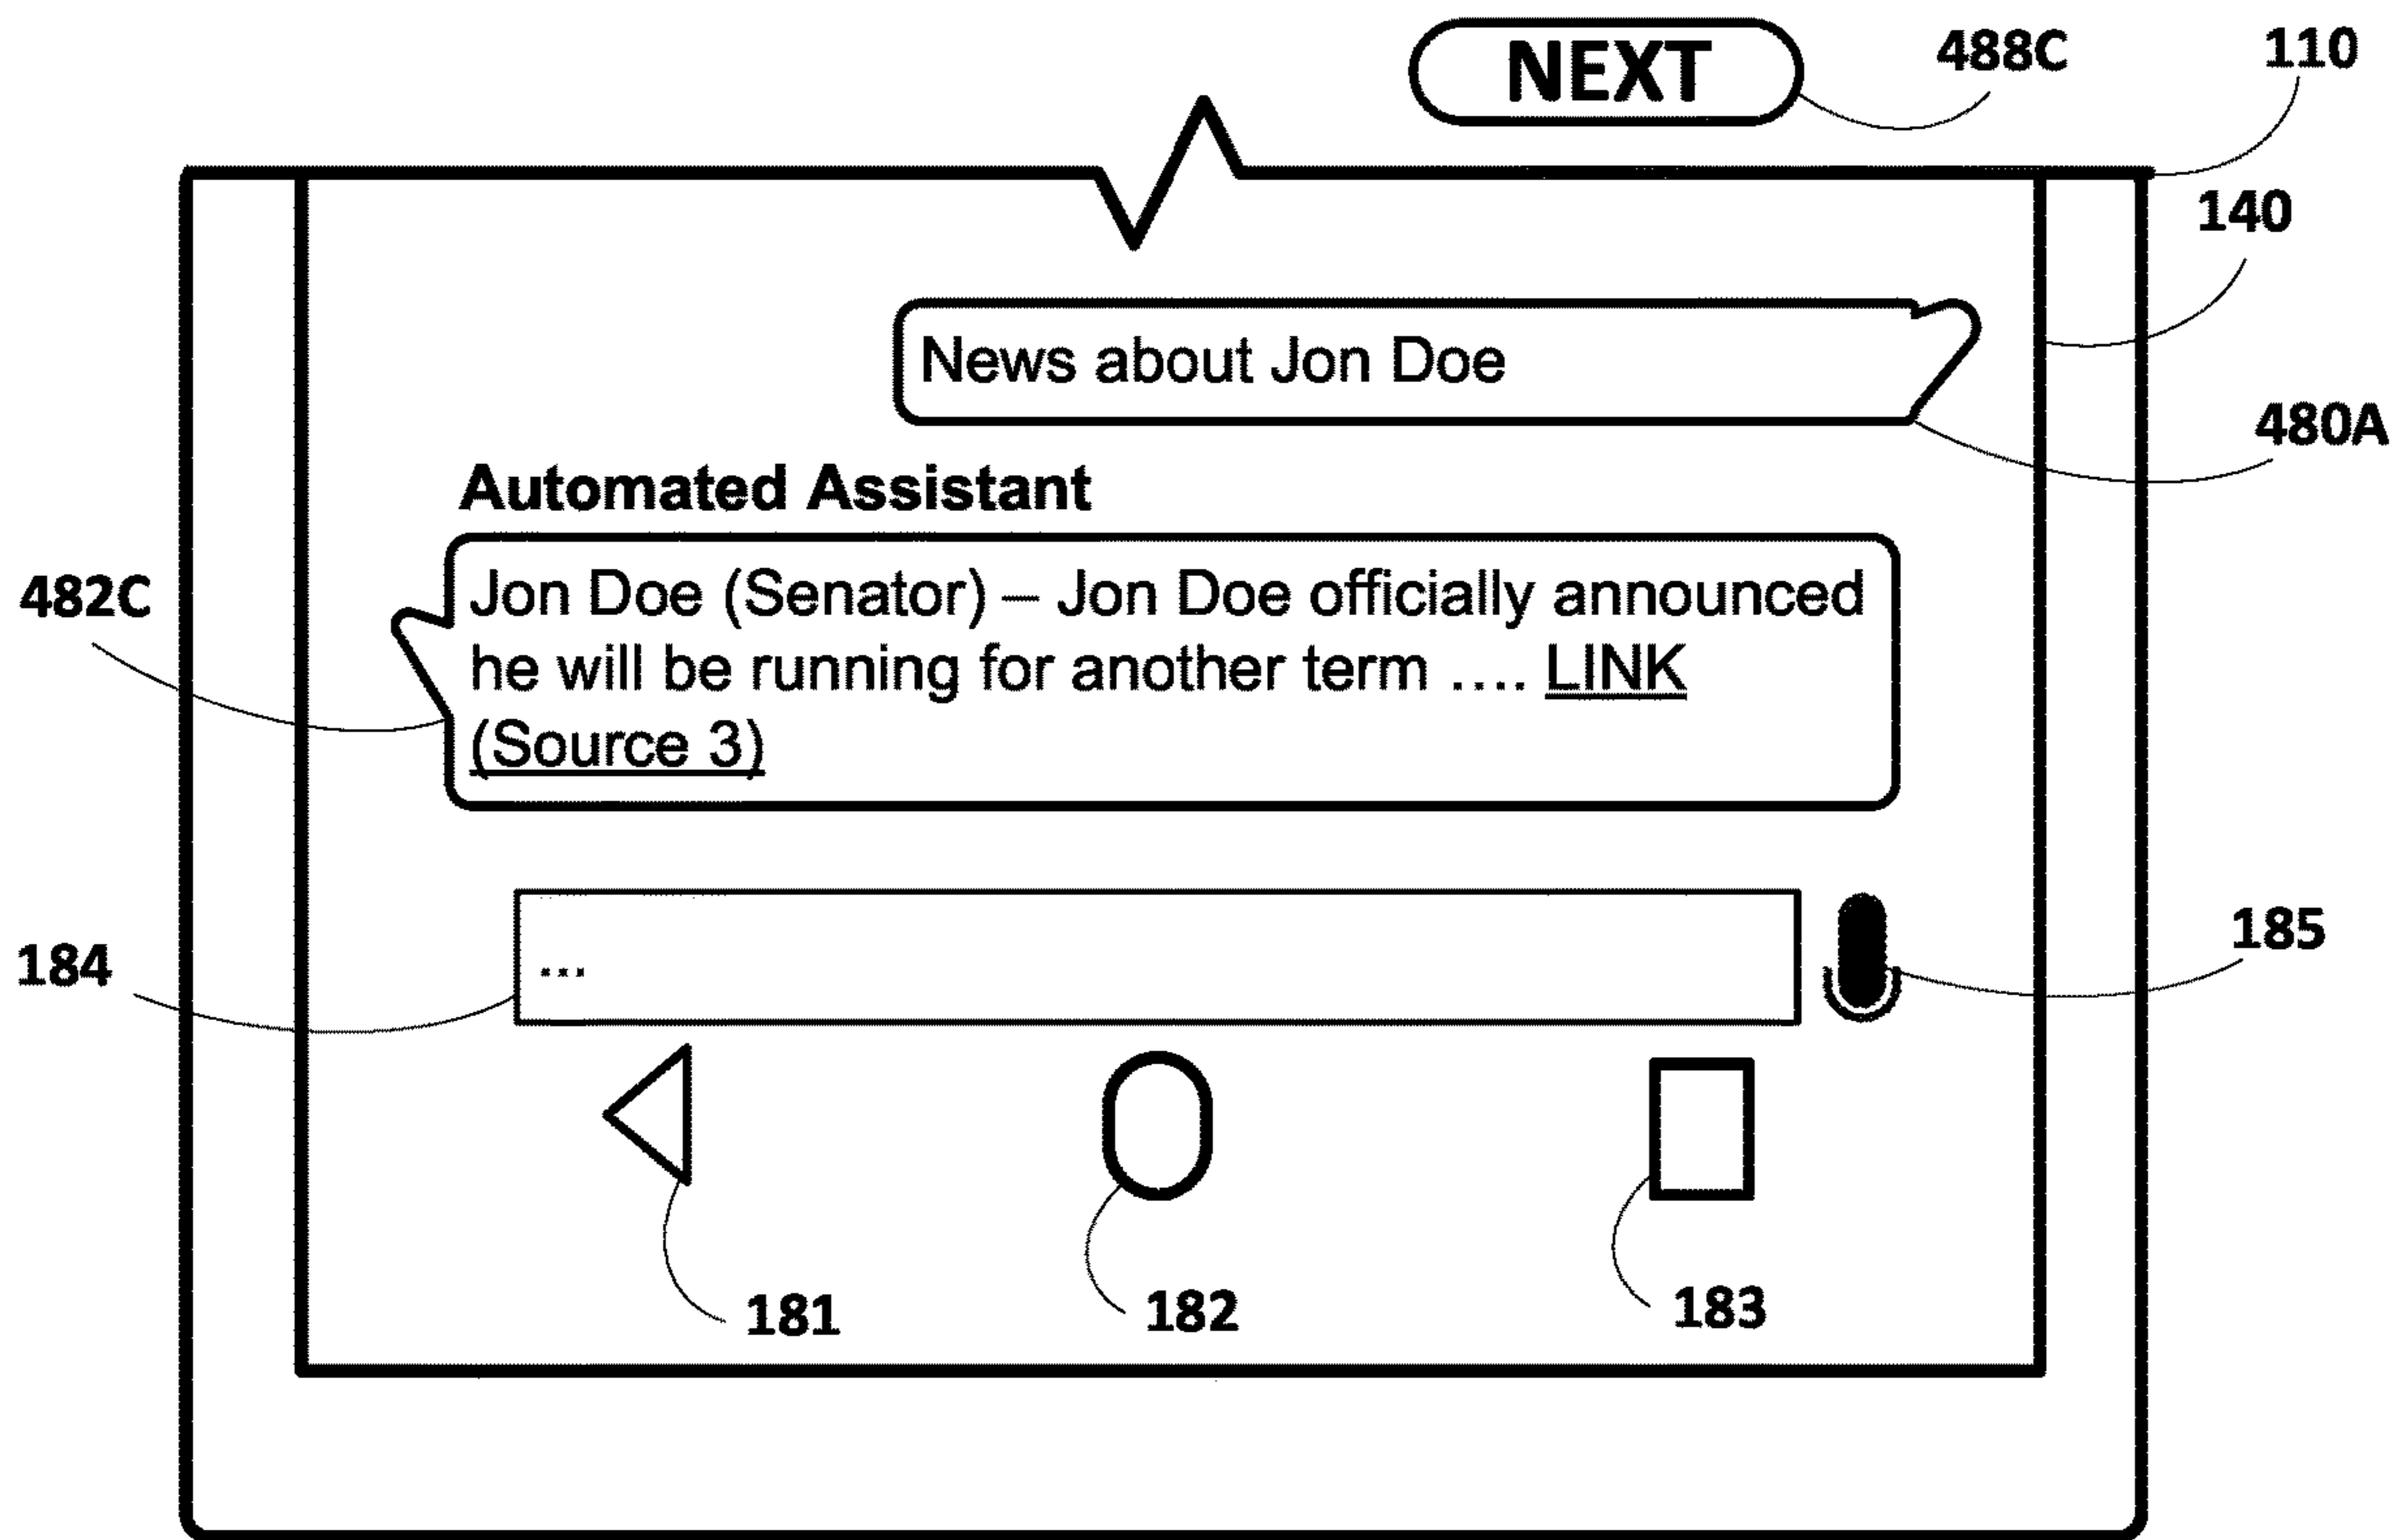 NEXT
488C
110
140
News about Jon Doe
480A
Automated Assistant
482C
Jon Doe (Senator) – Jon Doe officially announced
he will be running for another term .... LINK
(Source 3)
184
...
185
181
182
183